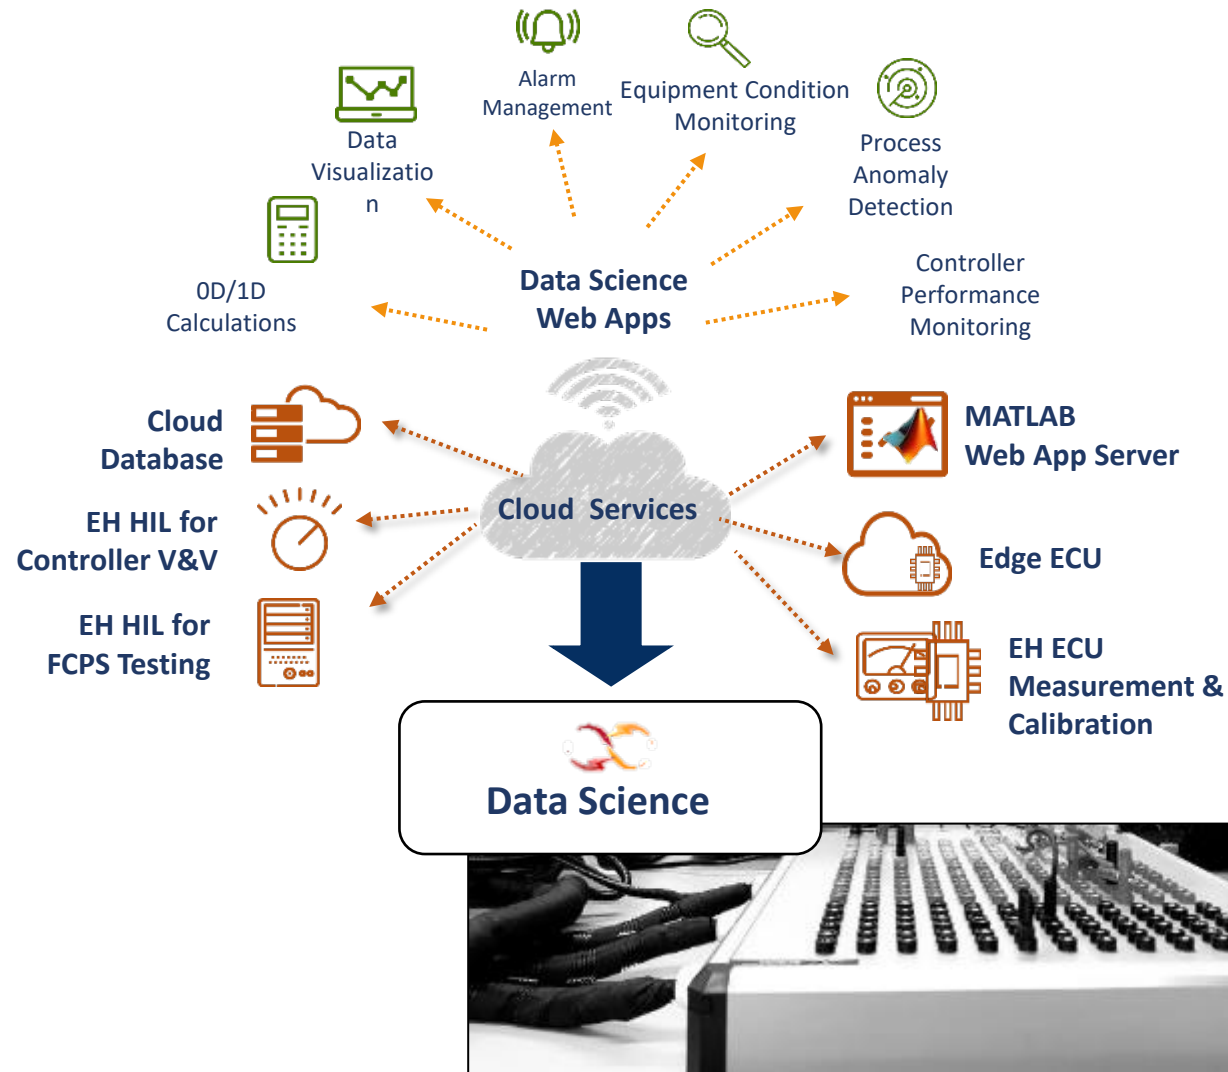 Alarm
Management
Equipment Condition
Monitoring
Data
Visualizatio
n
Process
Anomaly
Detection
0D/1D
Calculations
Data Science
Web Apps
Controller
Performance
Monitoring
Cloud
Database
MATLAB
Web App Server
EH HIL for
Controller V&V
Cloud Services
Edge ECU
EH HIL for
FCPS Testing
EH ECU
Measurement &
Calibration
Data Science